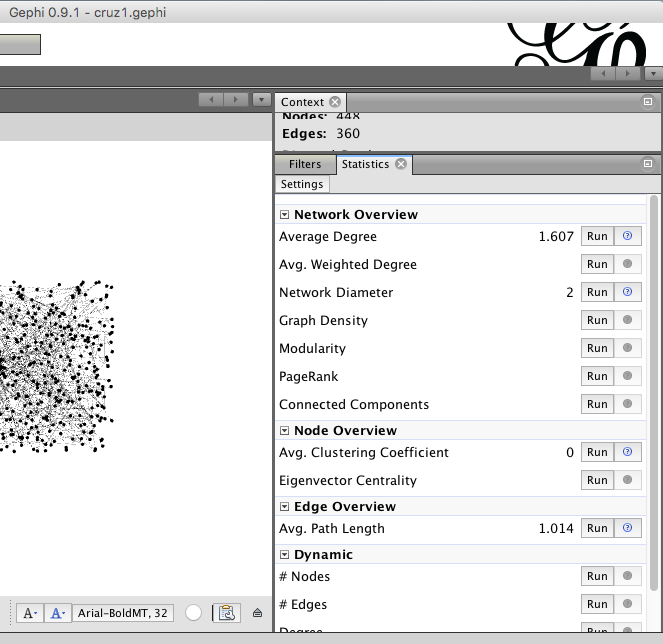 Gephi 0.9.1 - cruz1.gephi
Context
Nodes: 448
Edges: 360
Filters
Statistics
Settings
Network Overview
Average Degree 1.607 Run
Avg. Weighted Degree Run
Network Diameter 2 Run
Graph Density Run
Modularity Run
PageRank Run
Connected Components Run
Node Overview
Avg. Clustering Coefficient 0 Run
Eigenvector Centrality Run
Edge Overview
Avg. Path Length 1.014 Run
Dynamic
# Nodes Run
# Edges Run
Degree Run
A- A- Arial-BoldMT, 32